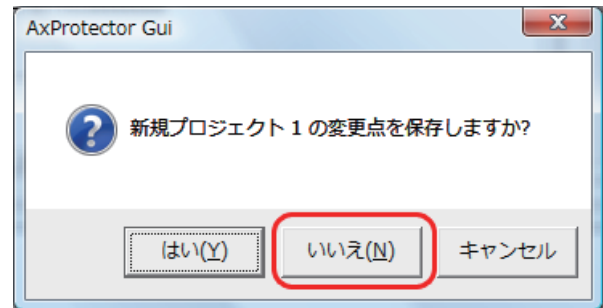 AxProtector Gui
新規プロジェクト 1 の変更点を保存しますか?
はい(Y)
いいえ(N)
キャンセル